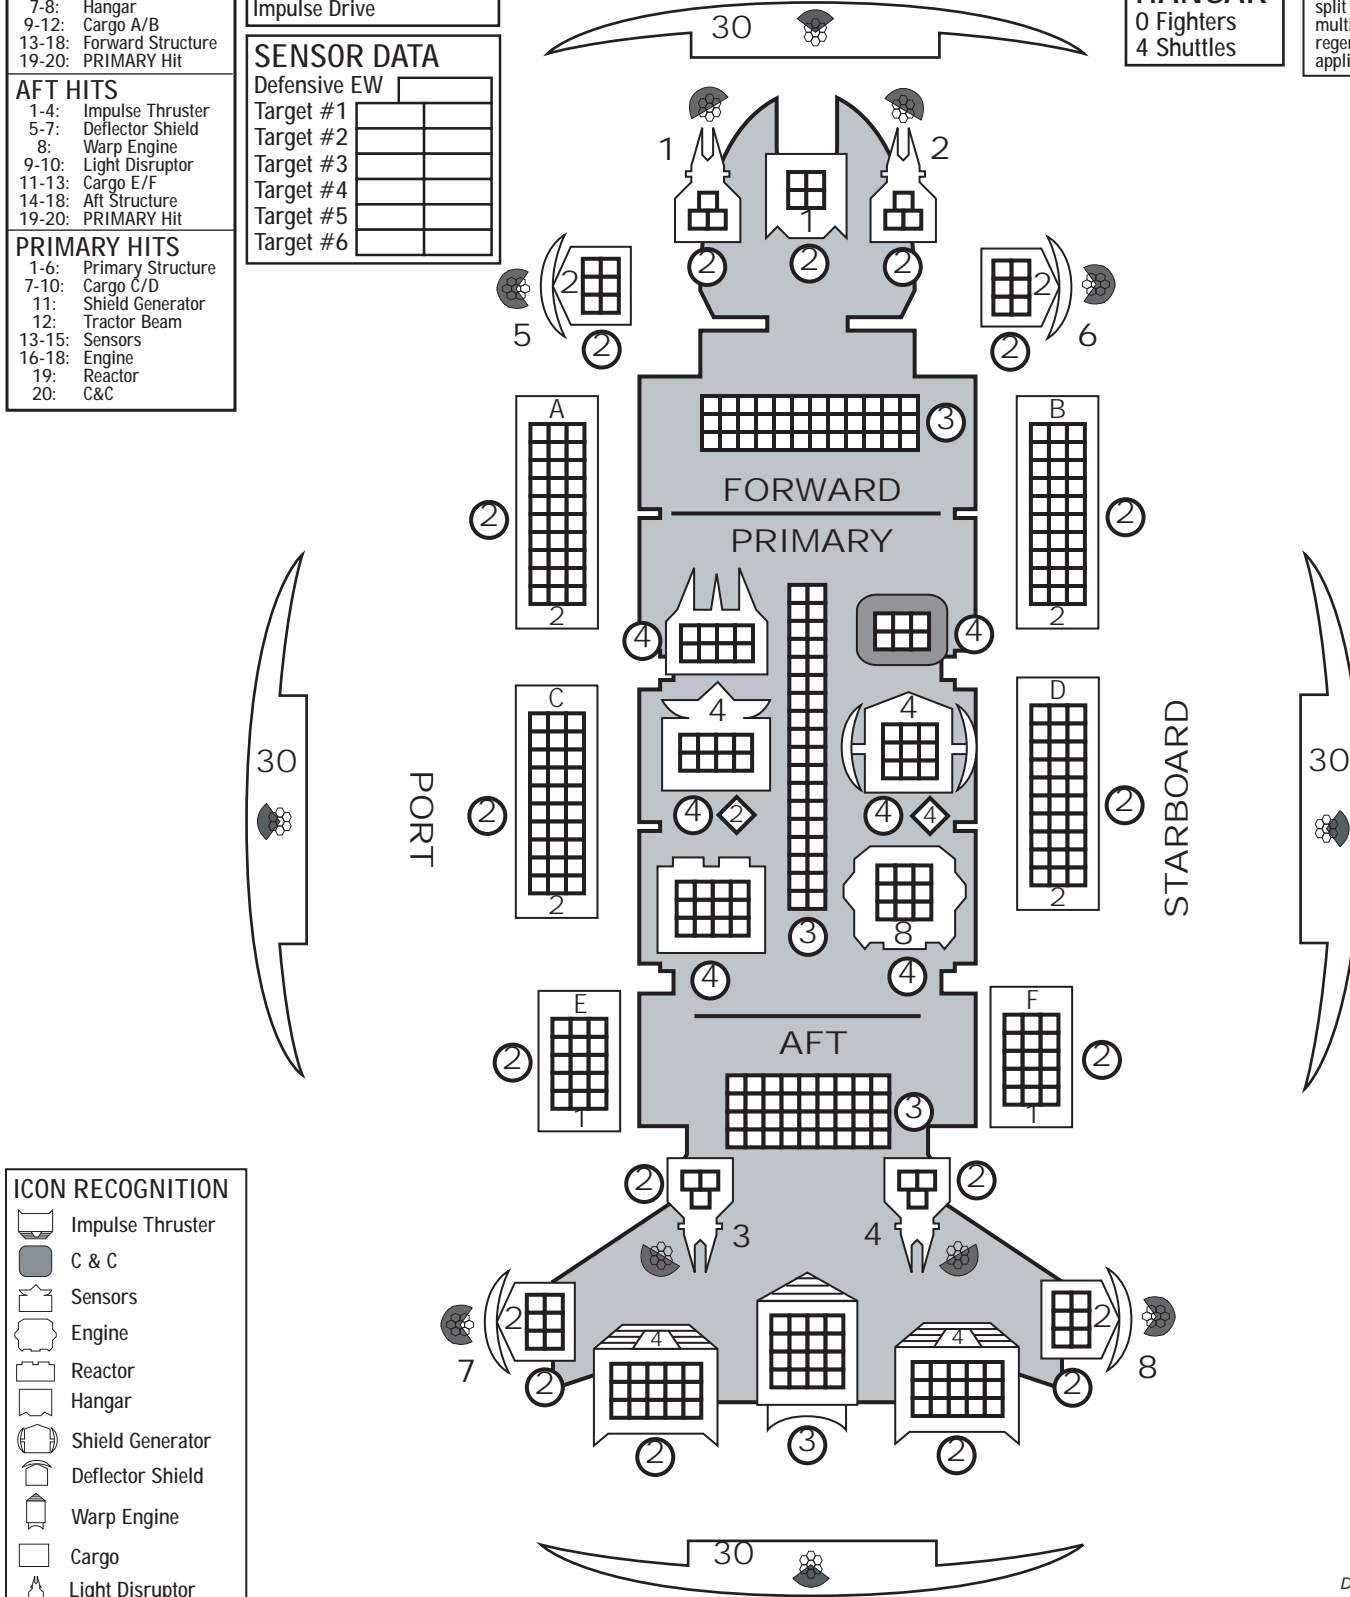 7-8: Hangar
9-12: Cargo A/B
13-18: Forward Structure
19-20: PRIMARY Hit
AFT HITS
1-4: Impulse Thruster
5-7: Deflector Shield
8: Warp Engine
9-10: Light Disruptor
11-13: Cargo E/F
14-18: Aft Structure
19-20: PRIMARY Hit
PRIMARY HITS
1-6: Primary Structure
7-10: Cargo C/D
11: Shield Generator
12: Tractor Beam
13-15: Sensors
16-18: Engine
19: Reactor
20: C&C
Impulse Drive
SENSOR DATA
Defensive EW
Target #1
Target #2
Target #3
Target #4
Target #5
Target #6
HANGAR
0 Fighters
4 Shuttles
split
30
1
2
1
2
2
2
2
2
5
6
2
2
A
B
3
FORWARD
2
2
PRIMARY
2
2
4
4
C
D
4
4
30
30
PORT
STARBOARD
2
2
4
2
4
4
2
2
3
8
4
4
E
F
AFT
2
2
1
1
3
2
2
3
4
2
2
7
8
4
4
2
2
2
3
2
30
ICON RECOGNITION
Impulse Thruster
C & C
Sensors
Engine
Reactor
Hangar
Shield Generator
Deflector Shield
Warp Engine
Cargo
Light Disruptor
D